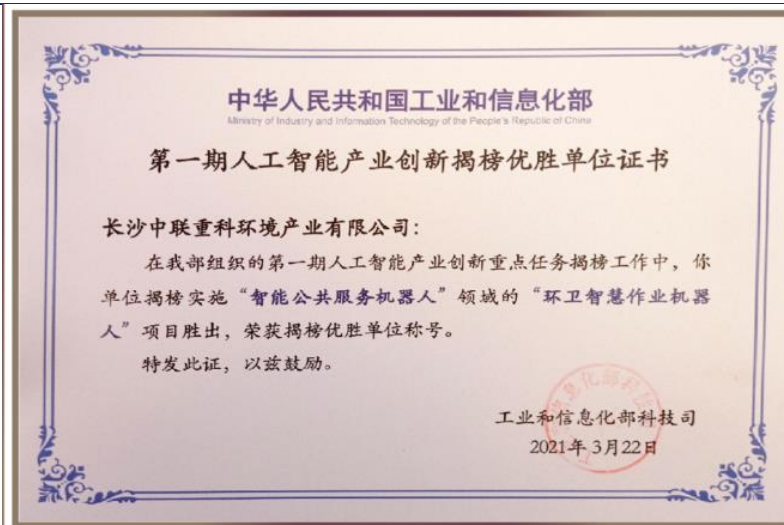 中华人民共和国工业和信息化部
Ministry of Industry and Information Technology of the People's Republic of China
第一期人工智能产业创新揭榜优胜单位证书
长沙中联重科环境产业有限公司:
在我部组织的第一期人工智能产业创新重点任务揭榜工作中，你
单位揭榜实施“智能公共服务机器人”领域的“环卫智慧作业机器
人”项目胜出，荣获揭榜优胜单位称号。
特发此证，以兹鼓励。
工业和信息化部科技司
2021年3月22日